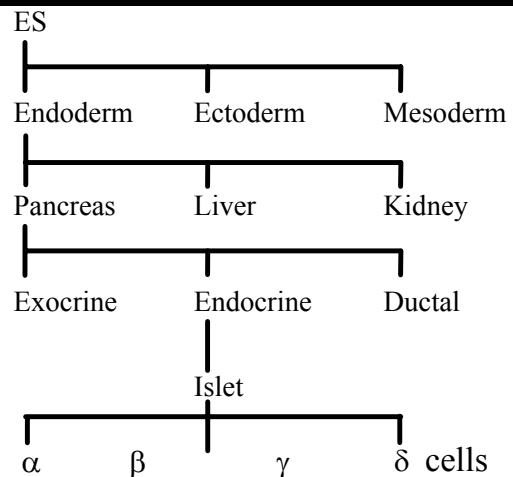 ES
Endoderm Ectoderm Mesoderm
Pancreas Liver Kidney
Exocrine Endocrine Ductal
Islet
α β γ δ cells